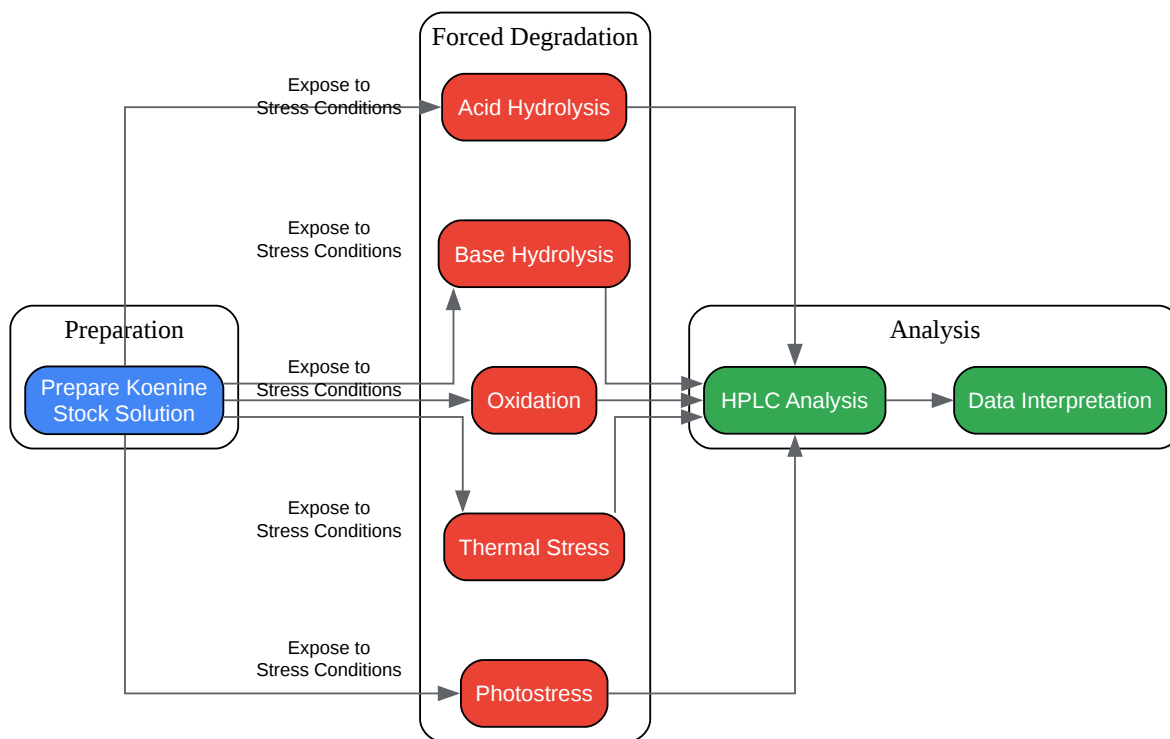 Forced Degradation
Expose to
Stress Conditions
Acid Hydrolysis
Expose to
Stress Conditions
Base Hydrolysis
Preparation
Prepare Koenine
Stock Solution
Expose to
Stress Conditions
Oxidation
Analysis
HPLC Analysis
Data Interpretation
Expose to
Stress Conditions
Thermal Stress
Expose to
Stress Conditions
Photostress